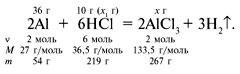 36 г 10 г (x₁ г) x г
2Al + 6HCl = 2AlCl₃ + 3H₂↑.
ν 2 моль 6 моль 2 моль
M 27 г/моль 36,5 г/моль 133,5 г/моль
m 54 г 219 г 267 г